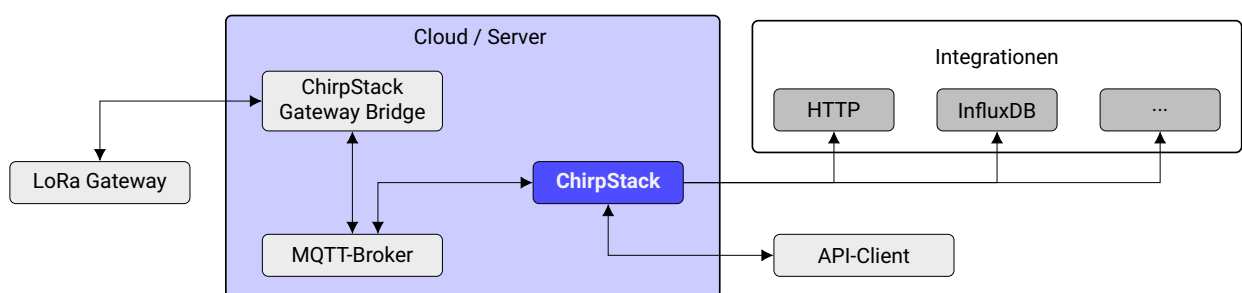 Cloud / Server
ChirpStack
Gateway Bridge
LoRa Gateway
MQTT-Broker
ChirpStack
Integrationen
HTTP
InfluxDB
...
API-Client